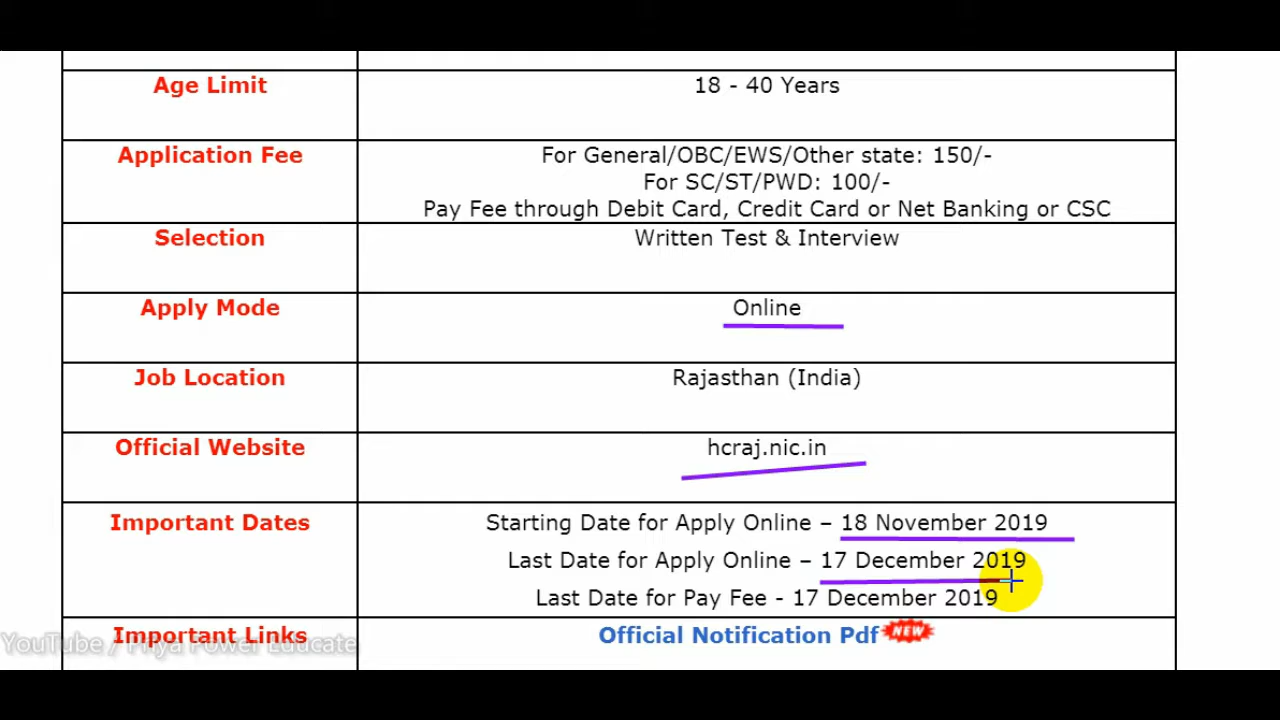 Age Limit
18 - 40 Years
Application Fee
For General/OBC/EWS/Other state: 150/-
For SC/ST/PWD: 100/-
Pay Fee through Debit Card, Credit Card or Net Banking or CSC
Selection
Written Test & Interview
Apply Mode
Online
Job Location
Rajasthan (India)
Official Website
hcraj.nic.in
Important Dates
Starting Date for Apply Online – 18 November 2019
Last Date for Apply Online – 17 December 2019
Last Date for Pay Fee - 17 December 2019
Important Links
Official Notification Pdf NEW
YouTube / Priya Power Educate